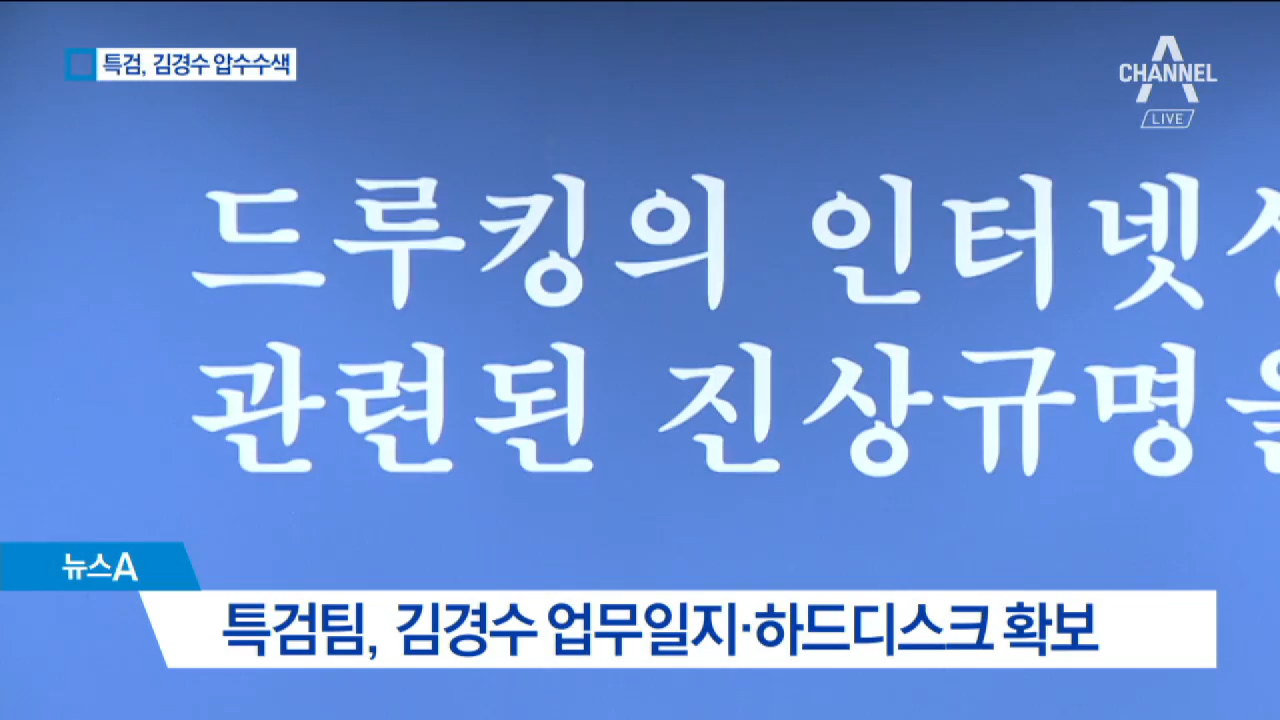 특검, 김경수 압수수색
CHANNEL A
LIVE
드루킹의 인터넷상
관련된 진상규명을
뉴스A
특검팀, 김경수 업무일지·하드디스크 확보